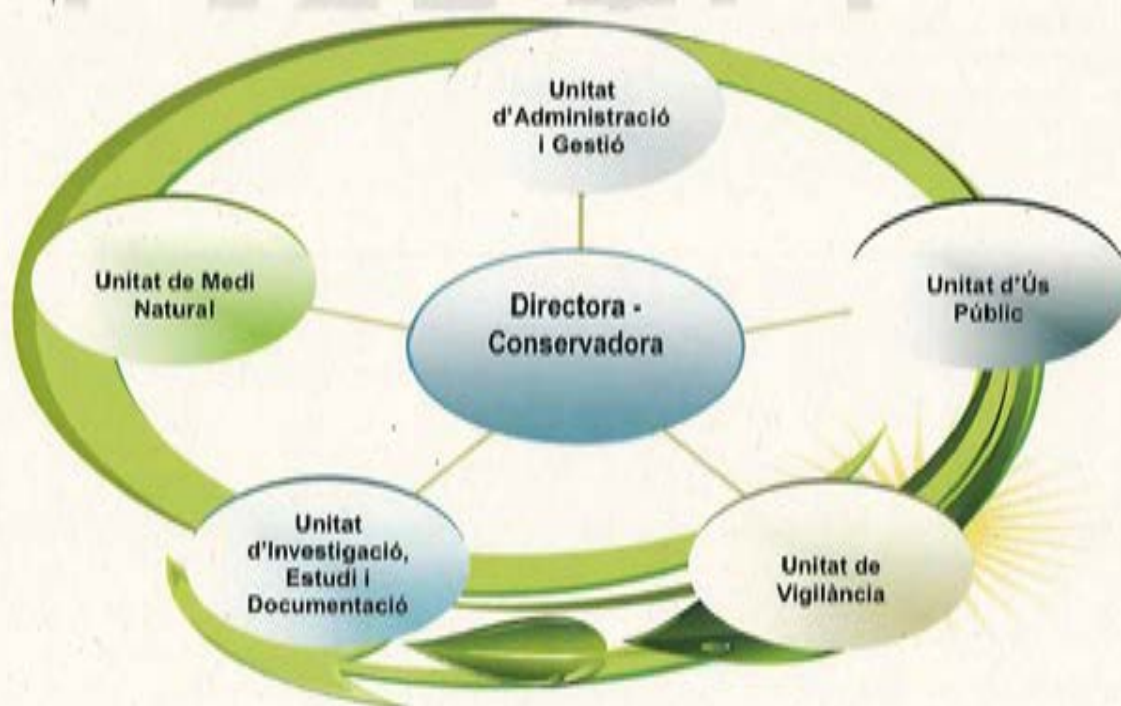 Unitat
d'Administració
i Gestió
Unitat de Medi
Natural
Directora -
Conservadora
Unitat d'Ús
Públic
Unitat
d'Investigació,
Estudi i
Documentació
Unitat de
Vigilància